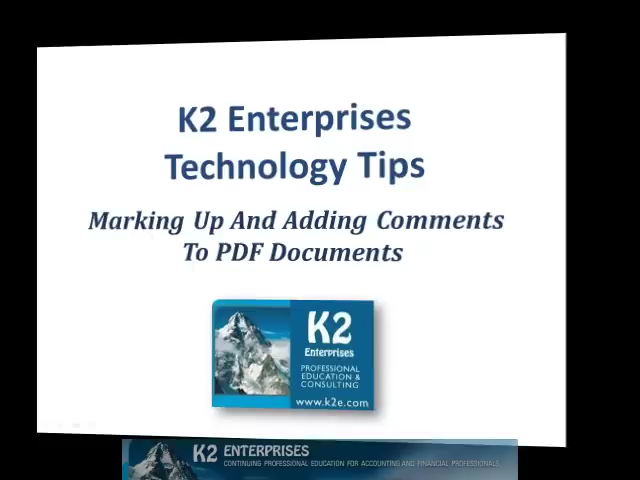 K2 Enterprises
Technology Tips
Marking Up And Adding Comments
To PDF Documents
K2
Enterprises
PROFESSIONAL
EDUCATION &
CONSULTING
www.k2e.com
K2 ENTERPRISES
CONTINUING PROFESSIONAL EDUCATION FOR ACCOUNTING AND FINANCIAL PROFESSIONALS